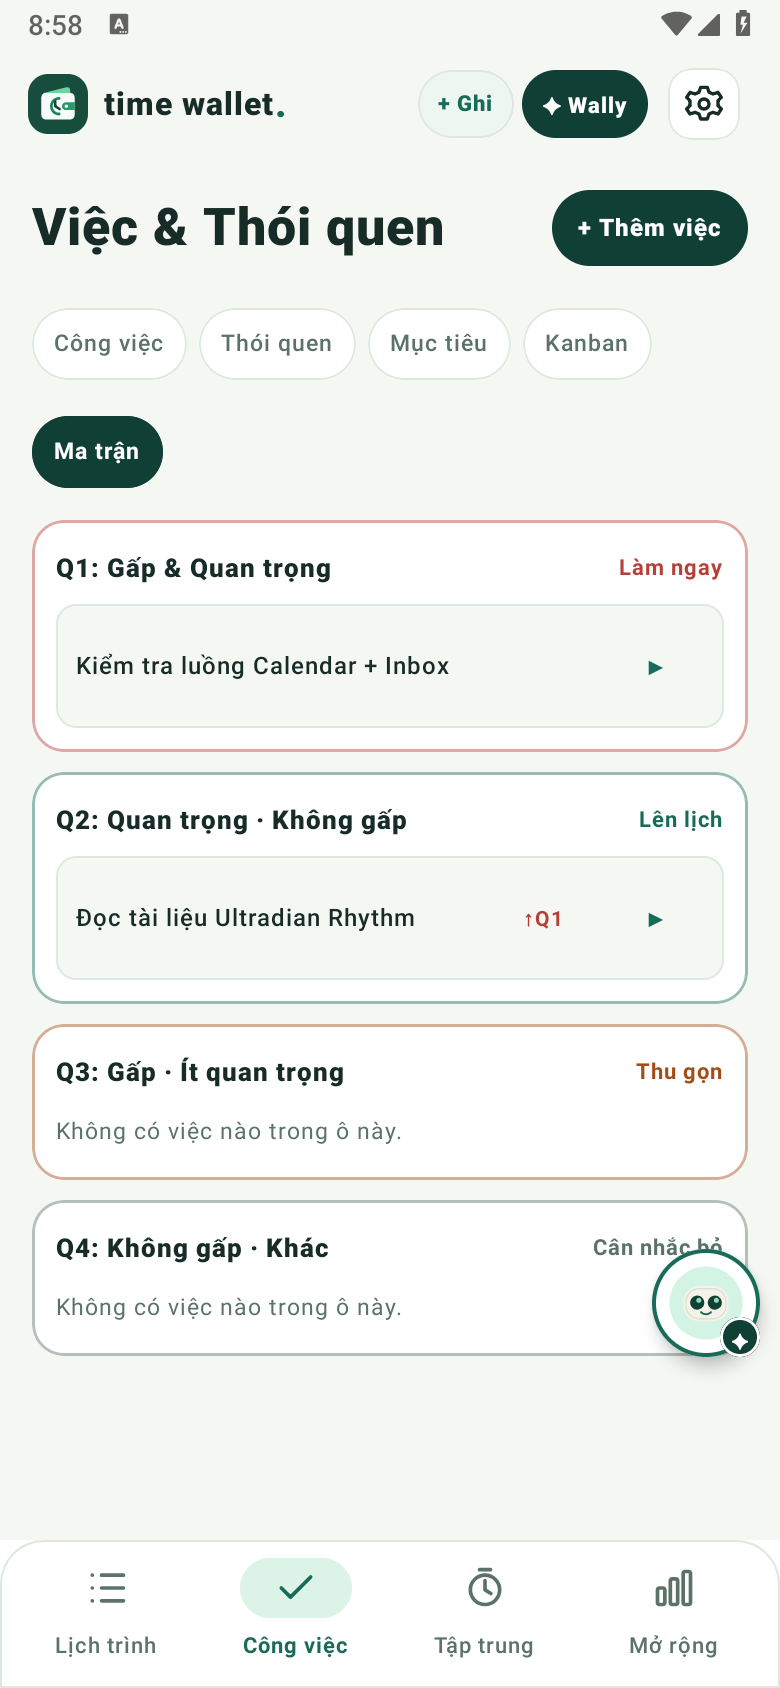 8:58
A
time wallet.
+ Ghi
Wally
Việc & Thói quen
+ Thêm việc
Công việc
Thói quen
Mục tiêu
Kanban
Ma trận
Q1: Gấp & Quan trọng
Làm ngay
Kiểm tra luồng Calendar + Inbox
Q2: Quan trọng · Không gấp
Lên lịch
Đọc tài liệu Ultradian Rhythm
↑Q1
Q3: Gấp · Ít quan trọng
Thu gọn
Không có việc nào trong ô này.
Q4: Không gấp · Khác
Cân nhắc bỏ
Không có việc nào trong ô này.
Lịch trình
Công việc
Tập trung
Mở rộng